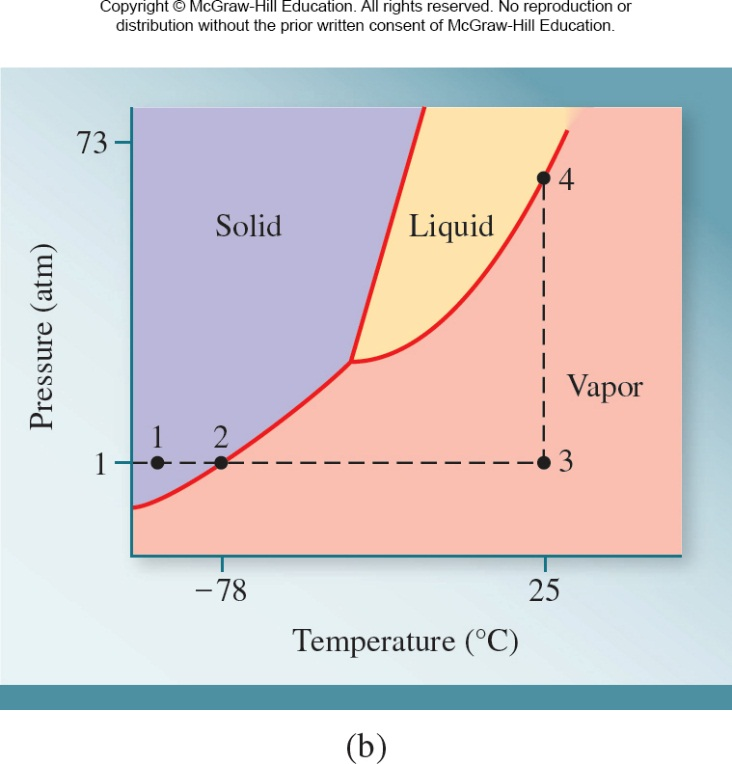 Copyright © McGraw-Hill Education. All rights reserved. No reproduction or
distribution without the prior written consent of McGraw-Hill Education.
73
4
Solid
Liquid
Pressure (atm)
Vapor
1
2
1
3
−78
25
Temperature (°C)
(b)